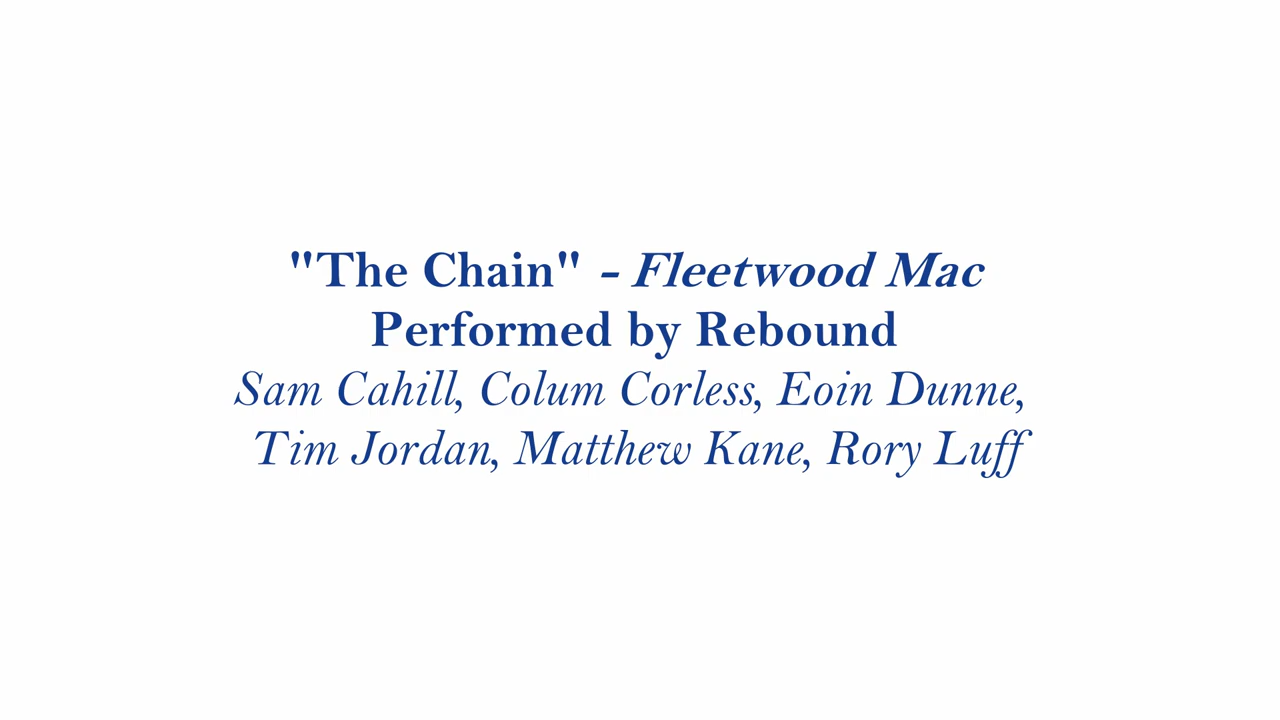 "The Chain" - Fleetwood Mac
Performed by Rebound
Sam Cahill, Colum Corless, Eoin Dunne,
Tim Jordan, Matthew Kane, Rory Luff